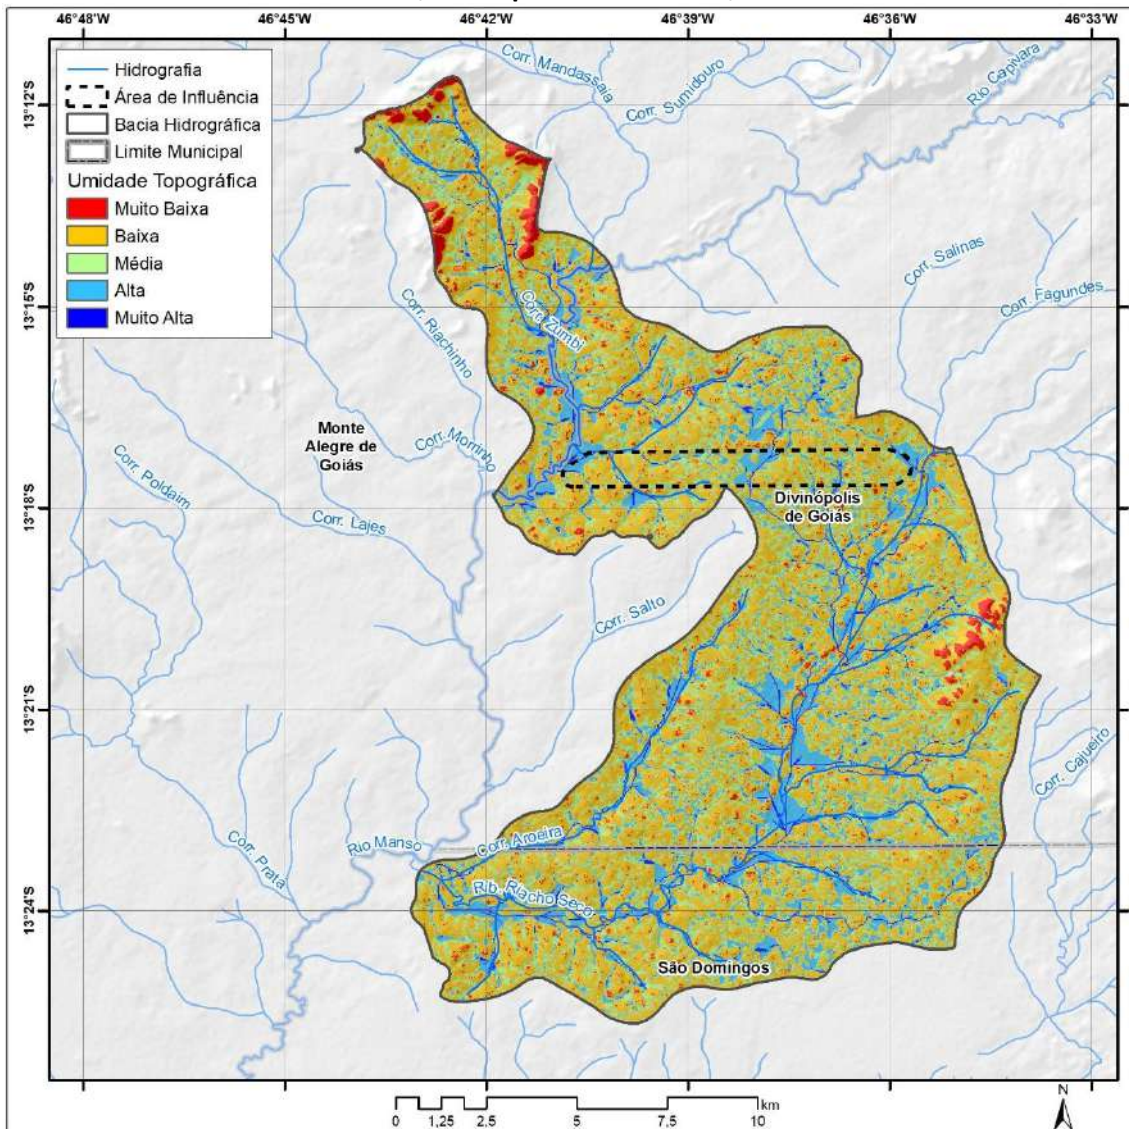 46°48'W 46°45'W 46°42'W 46°39'W 46°36'W 46°33'W
13°12'S
13°15'S
13°18'S
13°21'S
13°24'S
Hidrografia
Área de Influência
Bacia Hidrográfica
Limite Municipal
Umidade Topográfica
Muito Baixa
Baixa
Média
Alta
Muito Alta
Corr. Mandassaia
Corr. Sumidouro
Rio Capivara
Corr. Salinas
Corr. Fagundes
Corr. Riachinho
Corr. Zumbi
Monte
Alegre de
Goiás
Corr. Morrinho
Corr. Poldaim
Corr. Lajes
Divinópolis
de Goiás
Corr. Salto
Corr. Cajueiro
Rio Manso
Corr. Aroeira
Corr. Prata
Rib. Riacho Seco
São Domingos
0 1,25 2,5 5 7,5 10
km
N